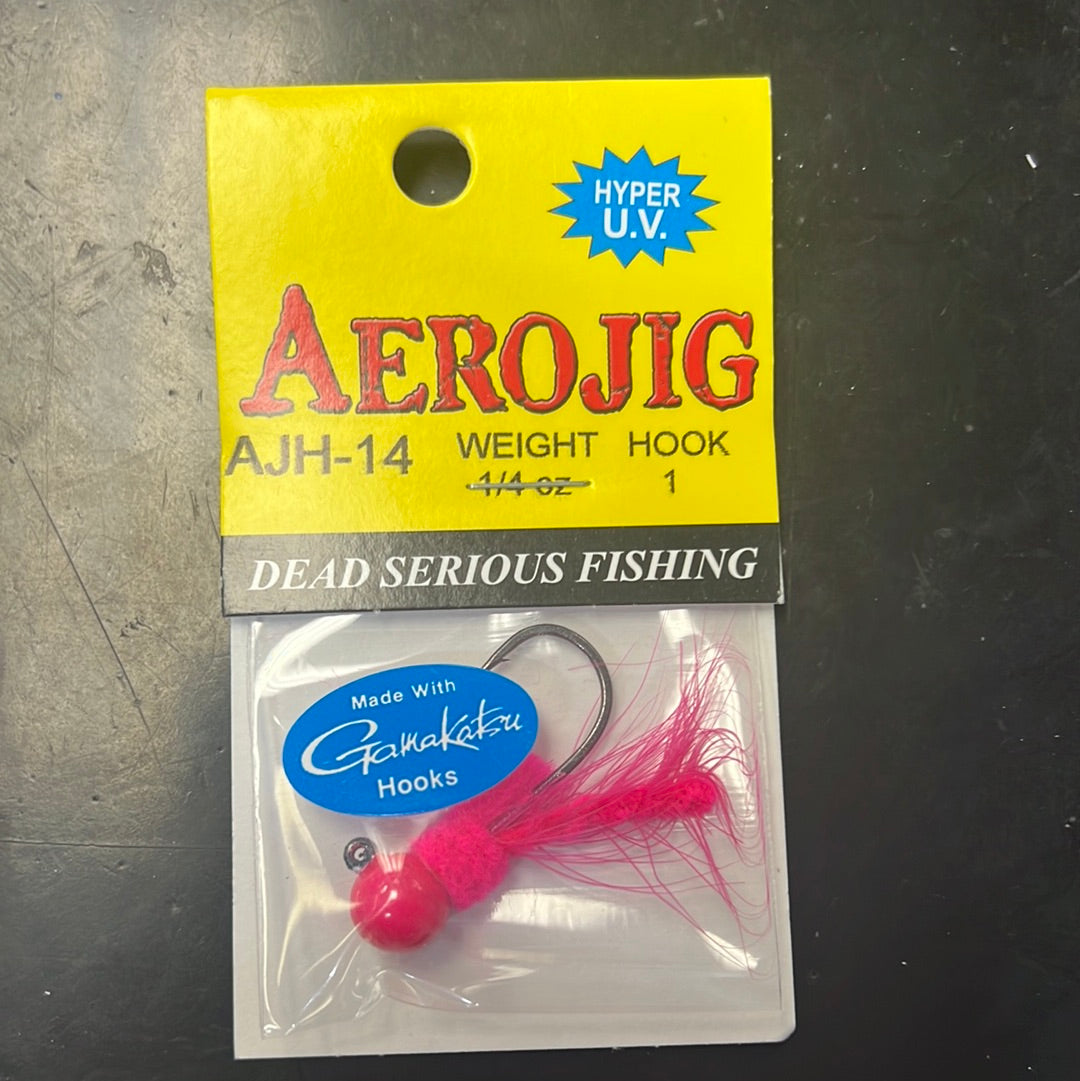 HYPER
U.V.
AEROJIG
AJH-14 WEIGHT HOOK
1/4 oz 1
DEAD SERIOUS FISHING
Made With
Gamakatsu
Hooks